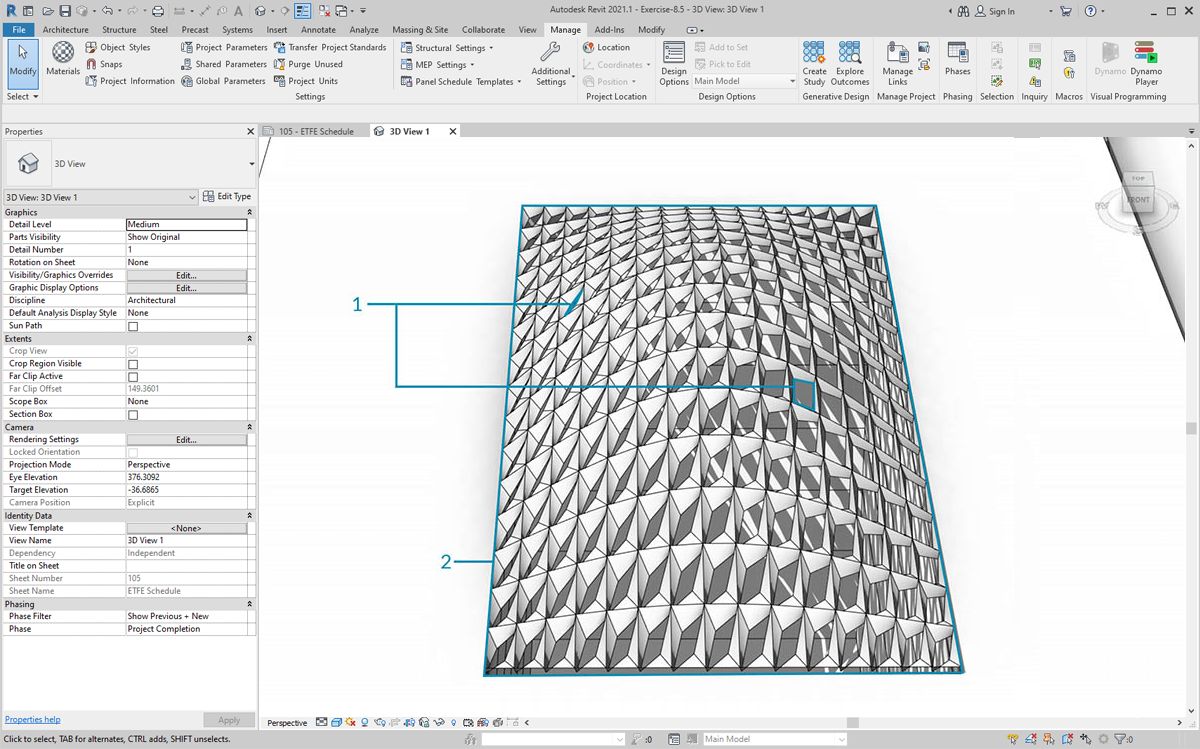 Autodesk Revit 2021.1 - Exercise-8.5 - 3D View: 3D View 1
Sign In
File Architecture Structure Steel Precast Systems Insert Annotate Analyze Massing & Site Collaborate View Manage Add-Ins Modify
Modify
Select
Materials
Object Styles
Snaps
Project Information
Project Parameters
Shared Parameters
Global Parameters
Transfer Project Standards
Purge Unused
Project Units
Settings
Structural Settings
MEP Settings
Panel Schedule Templates
Additional Settings
Location
Coordinates
Position
Project Location
Design Options
Add to Set
Pick to Edit
Main Model
Design Options
Create Study
Explore Outcomes
Generative Design
Manage Links
Manage Project
Phases
Phasing
Selection
Inquiry
Macros
Dynamo
Dynamo Player
Visual Programming
Properties
3D View
3D View: 3D View 1
Edit Type
Graphics
Detail Level Medium
Parts Visibility Show Original
Detail Number 1
Rotation on Sheet None
Visibility/Graphics Overrides Edit...
Graphic Display Options Edit...
Discipline Architectural
Default Analysis Display Style None
Sun Path
Extents
Crop View
Crop Region Visible
Far Clip Active
Far Clip Offset 149.3601
Scope Box None
Section Box
Camera
Rendering Settings Edit...
Locked Orientation
Projection Mode Perspective
Eye Elevation 376.3092
Target Elevation -36.6865
Camera Position Explicit
Identity Data
View Template <None>
View Name 3D View 1
Dependency Independent
Title on Sheet
Sheet Number 105
Sheet Name ETFE Schedule
Phasing
Phase Filter Show Previous + New
Phase Project Completion
Properties help
Apply
105 - ETFE Schedule
3D View 1
TOP
FRONT
1
2
Perspective
Click to select, TAB for alternates, CTRL adds, SHIFT unselects.
:0
Main Model
:0